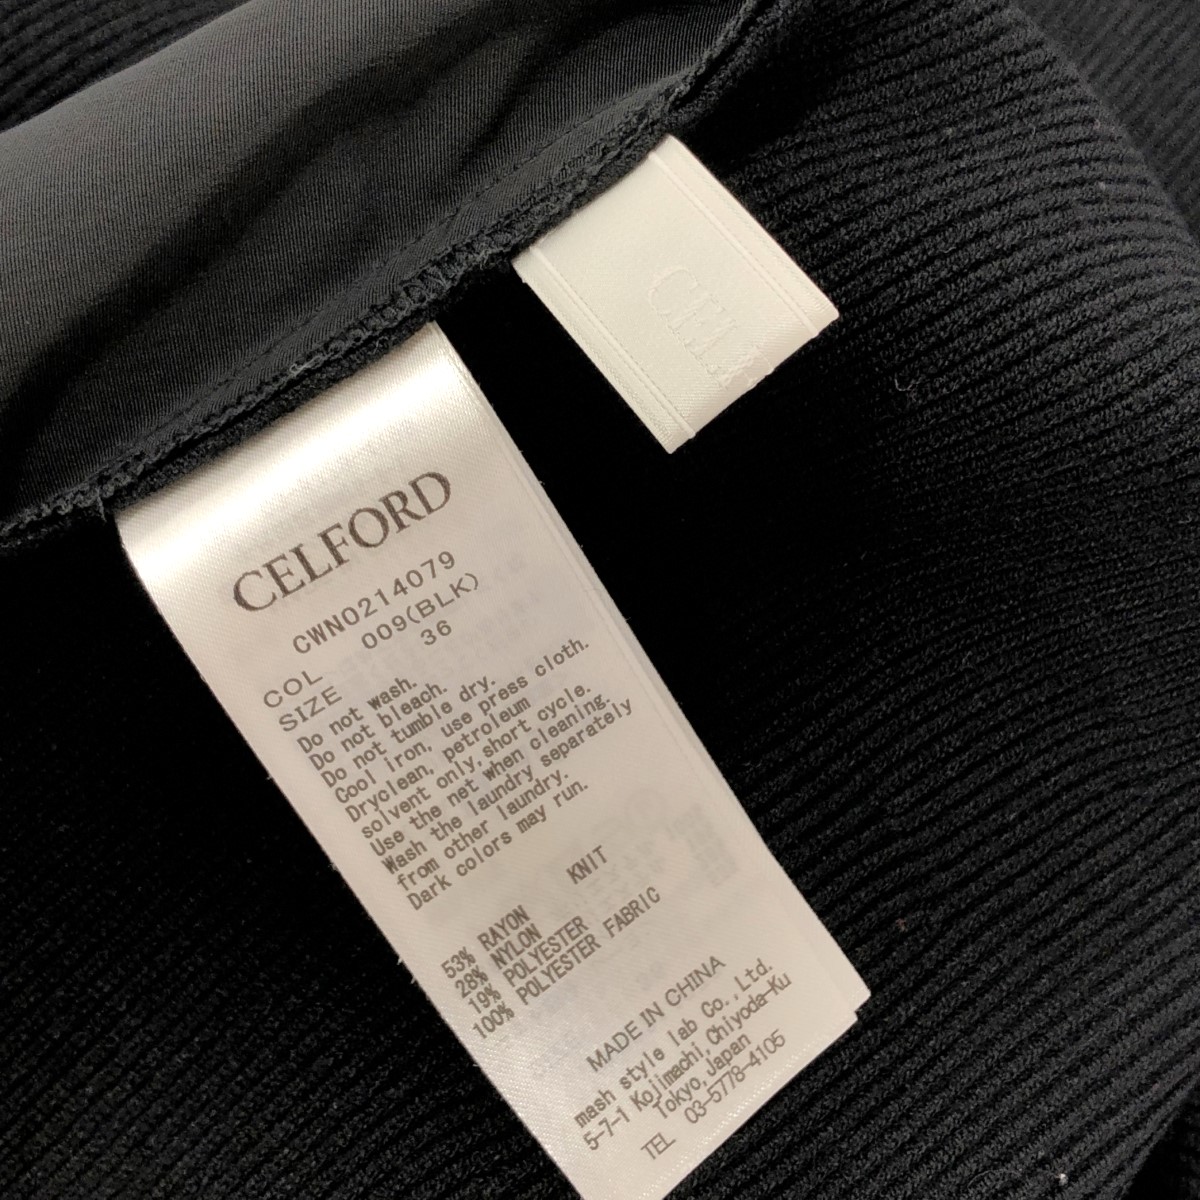 CELFORD
CWNO214079
COL 009(BLK)
SIZE 36
Do not wash.
Do not bleach.
Do not tumble dry.
Cool iron, use press cloth.
Dryclean, petroleum
solvent only, short cycle.
Use the net when cleaning.
Wash the laundry separately
from other laundry.
Dark colors may run.
KNIT
53% RAYON
28% NYLON
19% POLYESTER
100% POLYESTER FABRIC
MADE IN CHINA
mash style lab Co.,Ltd.
5-7-1 Kojimachi,Chiyoda-Ku
Tokyo,Japan
TEL 03-5778-4105